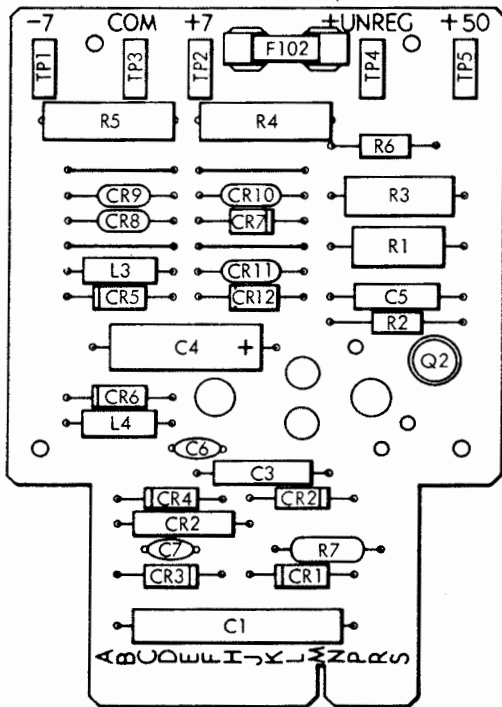 -7 COM +7 ±UNREG +50
F102
TP1 TP3 TP2 TP4 TP5
R5 R4
R6
CR9 CR10 R3
CR8 CR7
R1
L3 CR11
CR5 CR12 C5
R2
C4 + Q2
CR6
L4
C6
C3
CR4 CR2
CR2
C7 R7
CR3 CR1
C1
A B C D E F H J K L M N P R S